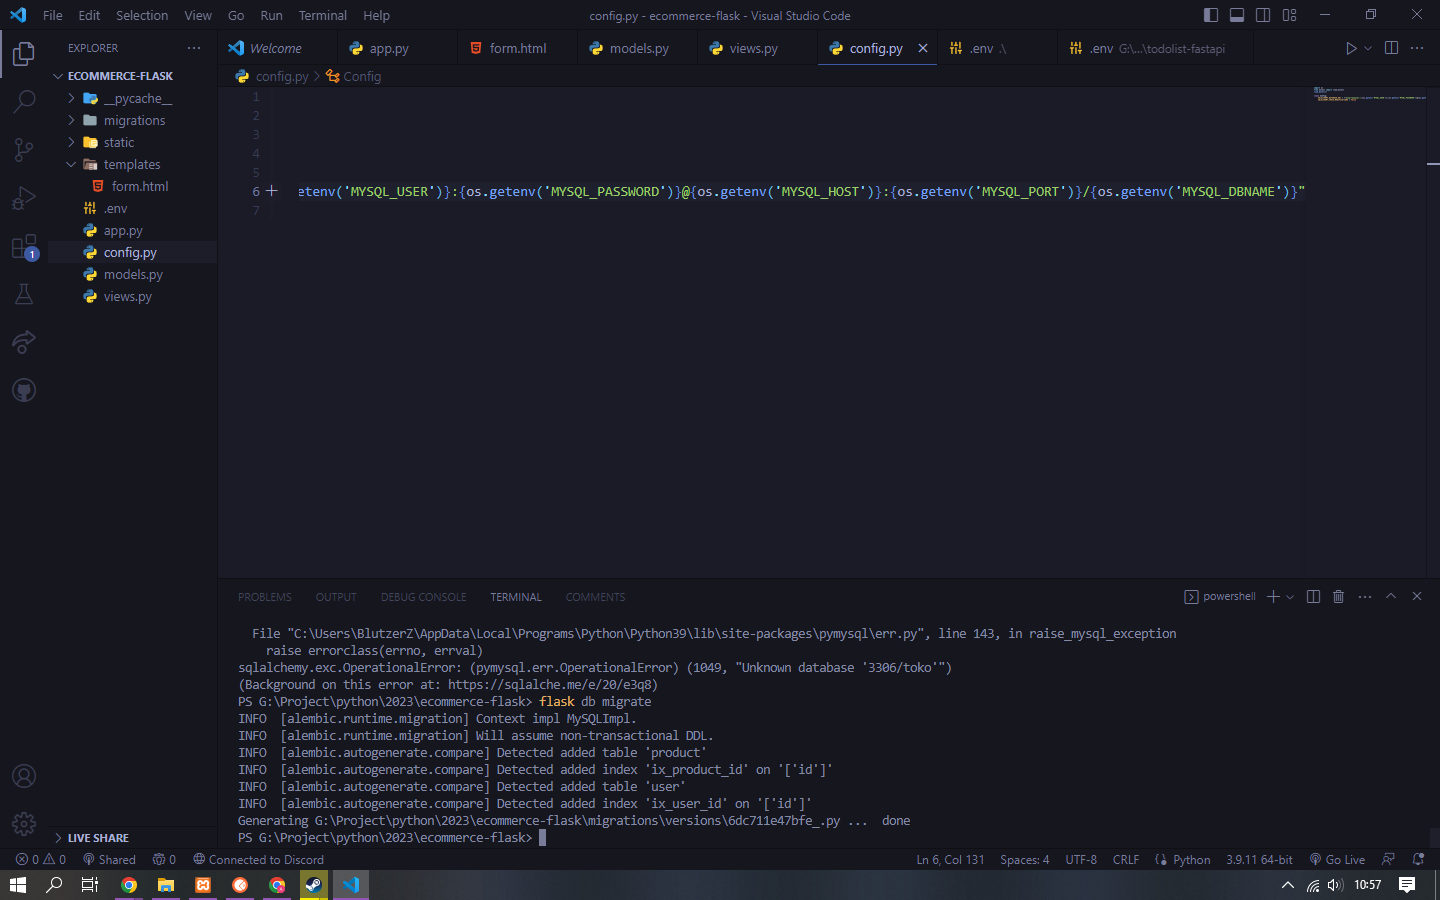 File Edit Selection View Go Run Terminal Help config.py - ecommerce-flask - Visual Studio Code
EXPLORER
ECOMMERCE-FLASK
__pycache__
migrations
static
templates
form.html
.env
app.py
config.py
models.py
views.py
LIVE SHARE
1
Welcome app.py form.html models.py views.py config.py .env .\ .env G:\...\todolist-fastapi
config.py > Config
1
2
3
4
5
6 etenv('MYSQL_USER')}:{os.getenv('MYSQL_PASSWORD')}@{os.getenv('MYSQL_HOST')}:{os.getenv('MYSQL_PORT')}/{os.getenv('MYSQL_DBNAME')}"
7
PROBLEMS OUTPUT DEBUG CONSOLE TERMINAL COMMENTS powershell
File "C:\Users\BlutzerZ\AppData\Local\Programs\Python\Python39\lib\site-packages\pymysql\err.py", line 143, in raise_mysql_exception
raise errorclass(errno, errval)
sqlalchemy.exc.OperationalError: (pymysql.err.OperationalError) (1049, "Unknown database '3306/toko'")
(Background on this error at: https://sqlalche.me/e/20/e3q8)
PS G:\Project\python\2023\ecommerce-flask> flask db migrate
INFO  [alembic.runtime.migration] Context impl MySQLImpl.
INFO  [alembic.runtime.migration] Will assume non-transactional DDL.
INFO  [alembic.autogenerate.compare] Detected added table 'product'
INFO  [alembic.autogenerate.compare] Detected added index 'ix_product_id' on '['id']'
INFO  [alembic.autogenerate.compare] Detected added table 'user'
INFO  [alembic.autogenerate.compare] Detected added index 'ix_user_id' on '['id']'
Generating G:\Project\python\2023\ecommerce-flask\migrations\versions\6dc711e47bfe_.py ...  done
PS G:\Project\python\2023\ecommerce-flask>
0 0 Shared 0 Connected to Discord Ln 6, Col 131 Spaces: 4 UTF-8 CRLF Python 3.9.11 64-bit Go Live
10:57